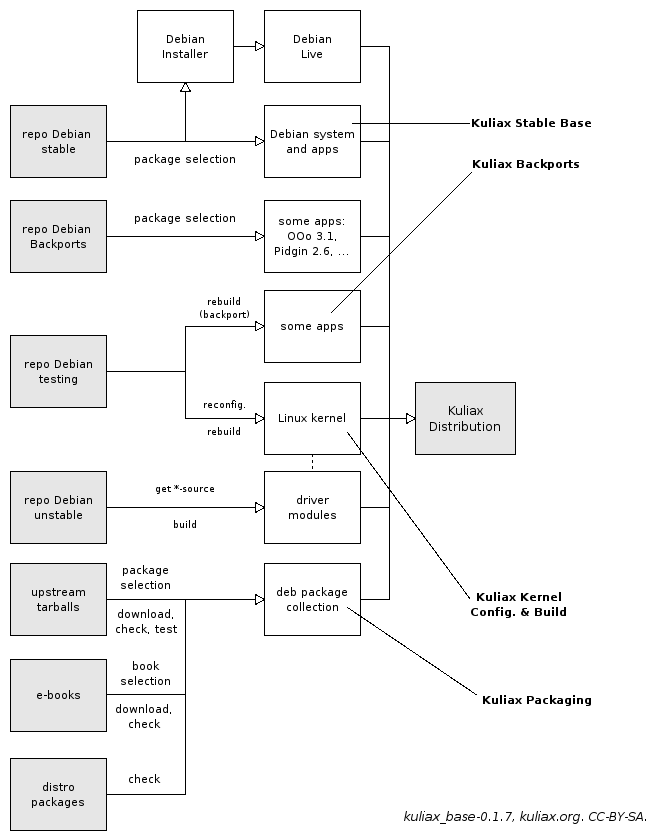 Debian
Installer
Debian
Live
repo Debian
stable
package selection
Debian system
and apps
Kuliax Stable Base
Kuliax Backports
repo Debian
Backports
package selection
some apps:
OOo 3.1,
Pidgin 2.6, ...
rebuild
(backport)
some apps
repo Debian
testing
reconfig.
rebuild
Linux kernel
Kuliax
Distribution
repo Debian
unstable
get *-source
build
driver
modules
upstream
tarballs
package
selection
download,
check, test
deb package
collection
Kuliax Kernel
Config. & Build
e-books
book
selection
download,
check
Kuliax Packaging
distro
packages
check
kuliax_base-0.1.7, kuliax.org. CC-BY-SA.